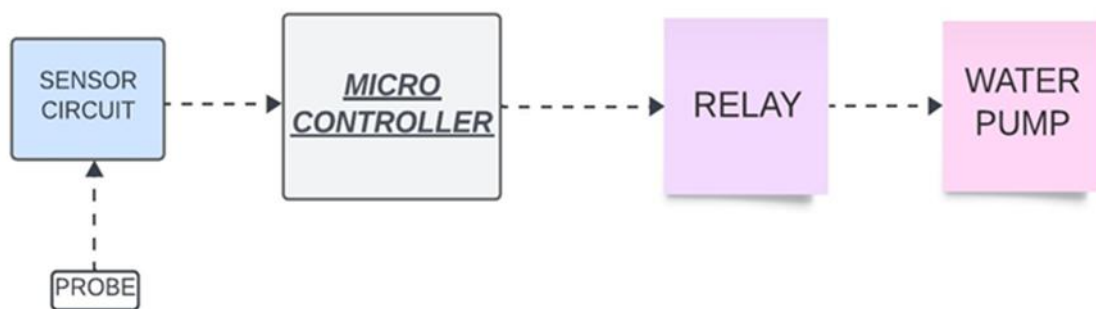 SENSOR
CIRCUIT
MICRO
CONTROLLER
RELAY
WATER
PUMP
PROBE